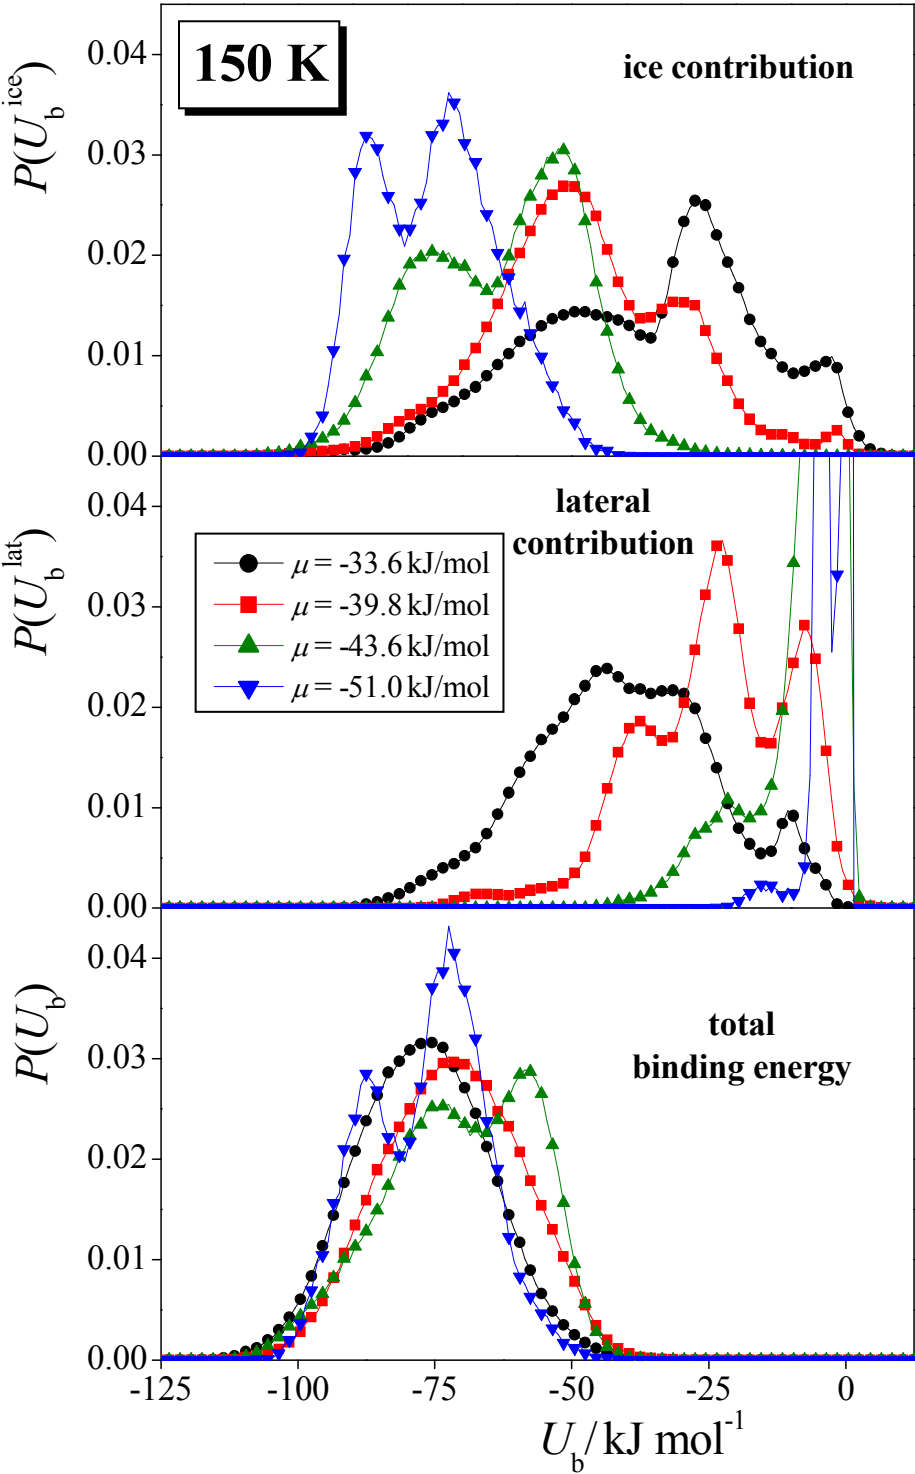 150 K
ice contribution
P(U_b^ice)
0.04
0.03
0.02
0.01
0.00
lateral
contribution
P(U_b^lat)
0.04
0.03
0.02
0.01
0.00
μ = -33.6 kJ/mol
μ = -39.8 kJ/mol
μ = -43.6 kJ/mol
μ = -51.0 kJ/mol
total
binding energy
P(U_b)
0.04
0.03
0.02
0.01
0.00
-125 -100 -75 -50 -25 0
U_b/kJ mol^-1